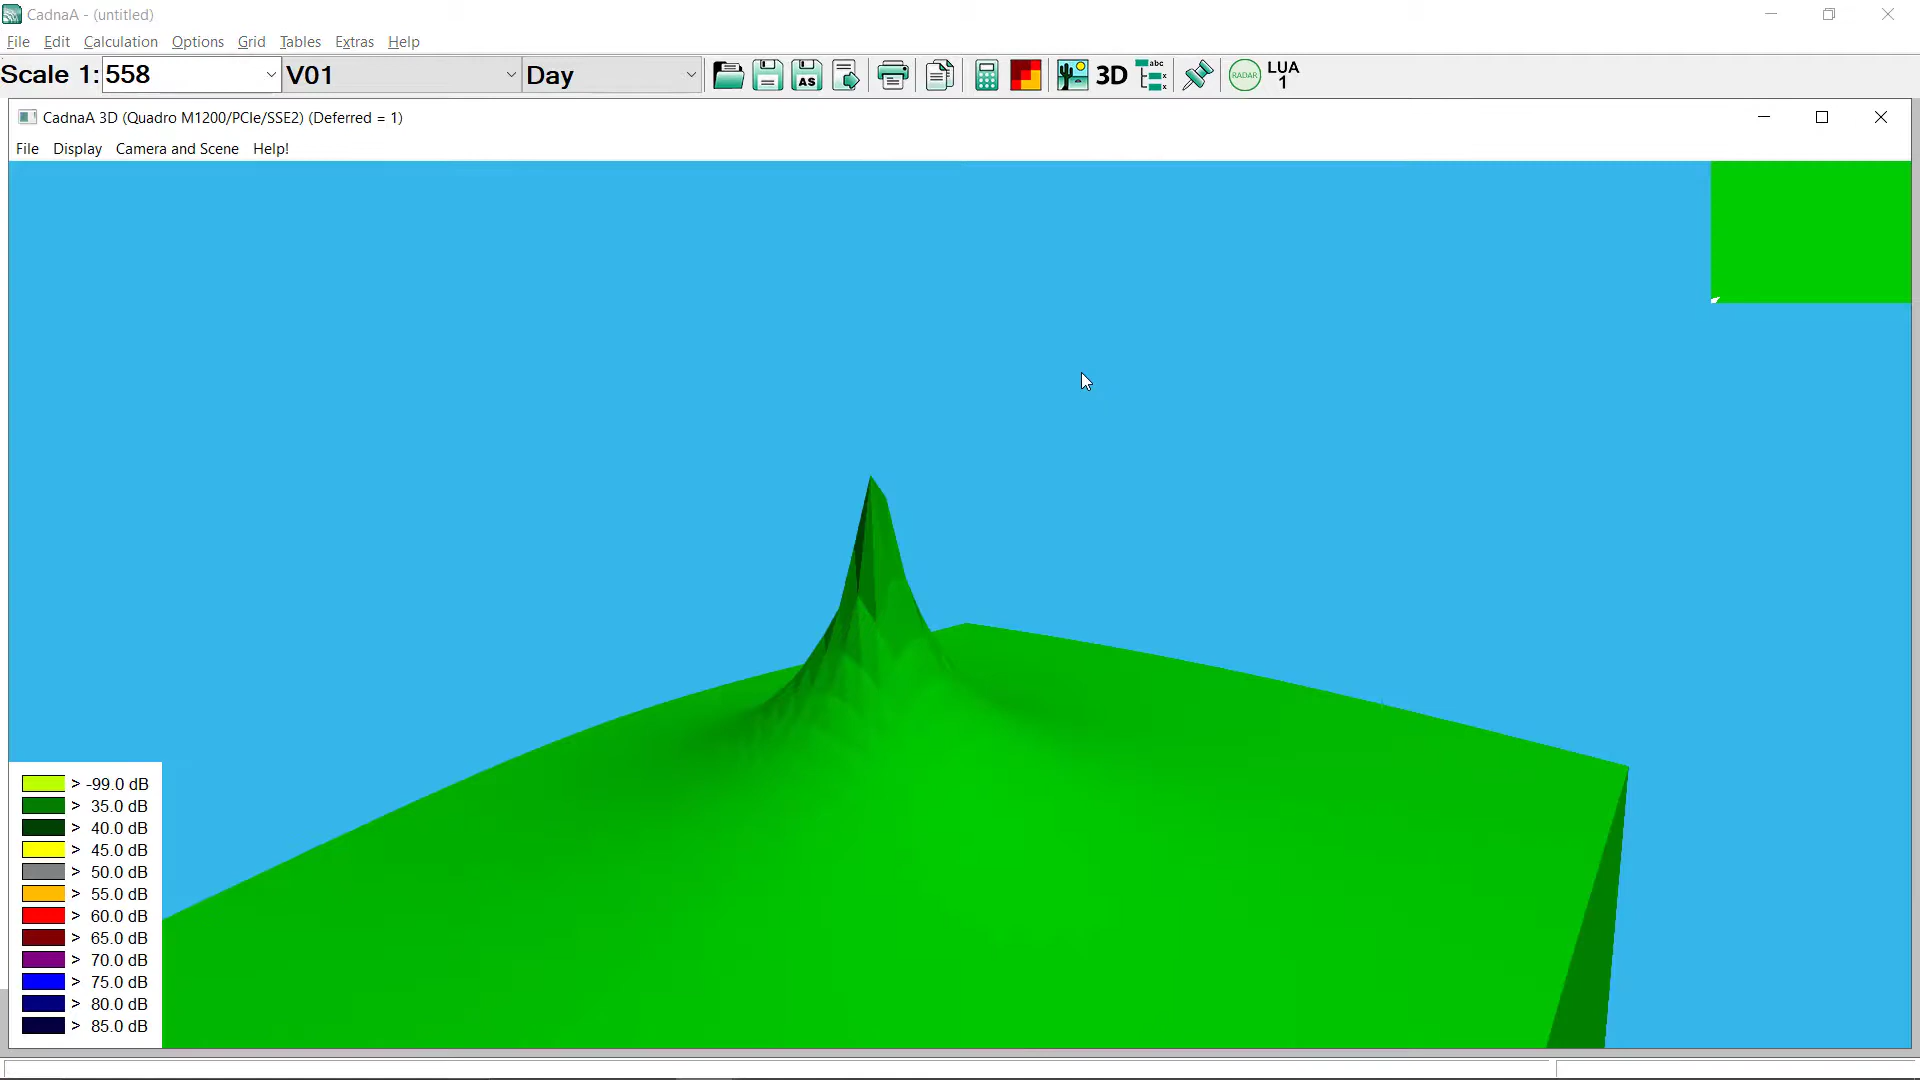 CadnaA - (untitled)
File Edit Calculation Options Grid Tables Extras Help
Scale 1: 558 V01 Day AS 3D abc x x RADAR LUA 1
CadnaA 3D (Quadro M1200/PCIe/SSE2) (Deferred = 1)
File Display Camera and Scene Help!
> -99.0 dB
> 35.0 dB
> 40.0 dB
> 45.0 dB
> 50.0 dB
> 55.0 dB
> 60.0 dB
> 65.0 dB
> 70.0 dB
> 75.0 dB
> 80.0 dB
> 85.0 dB